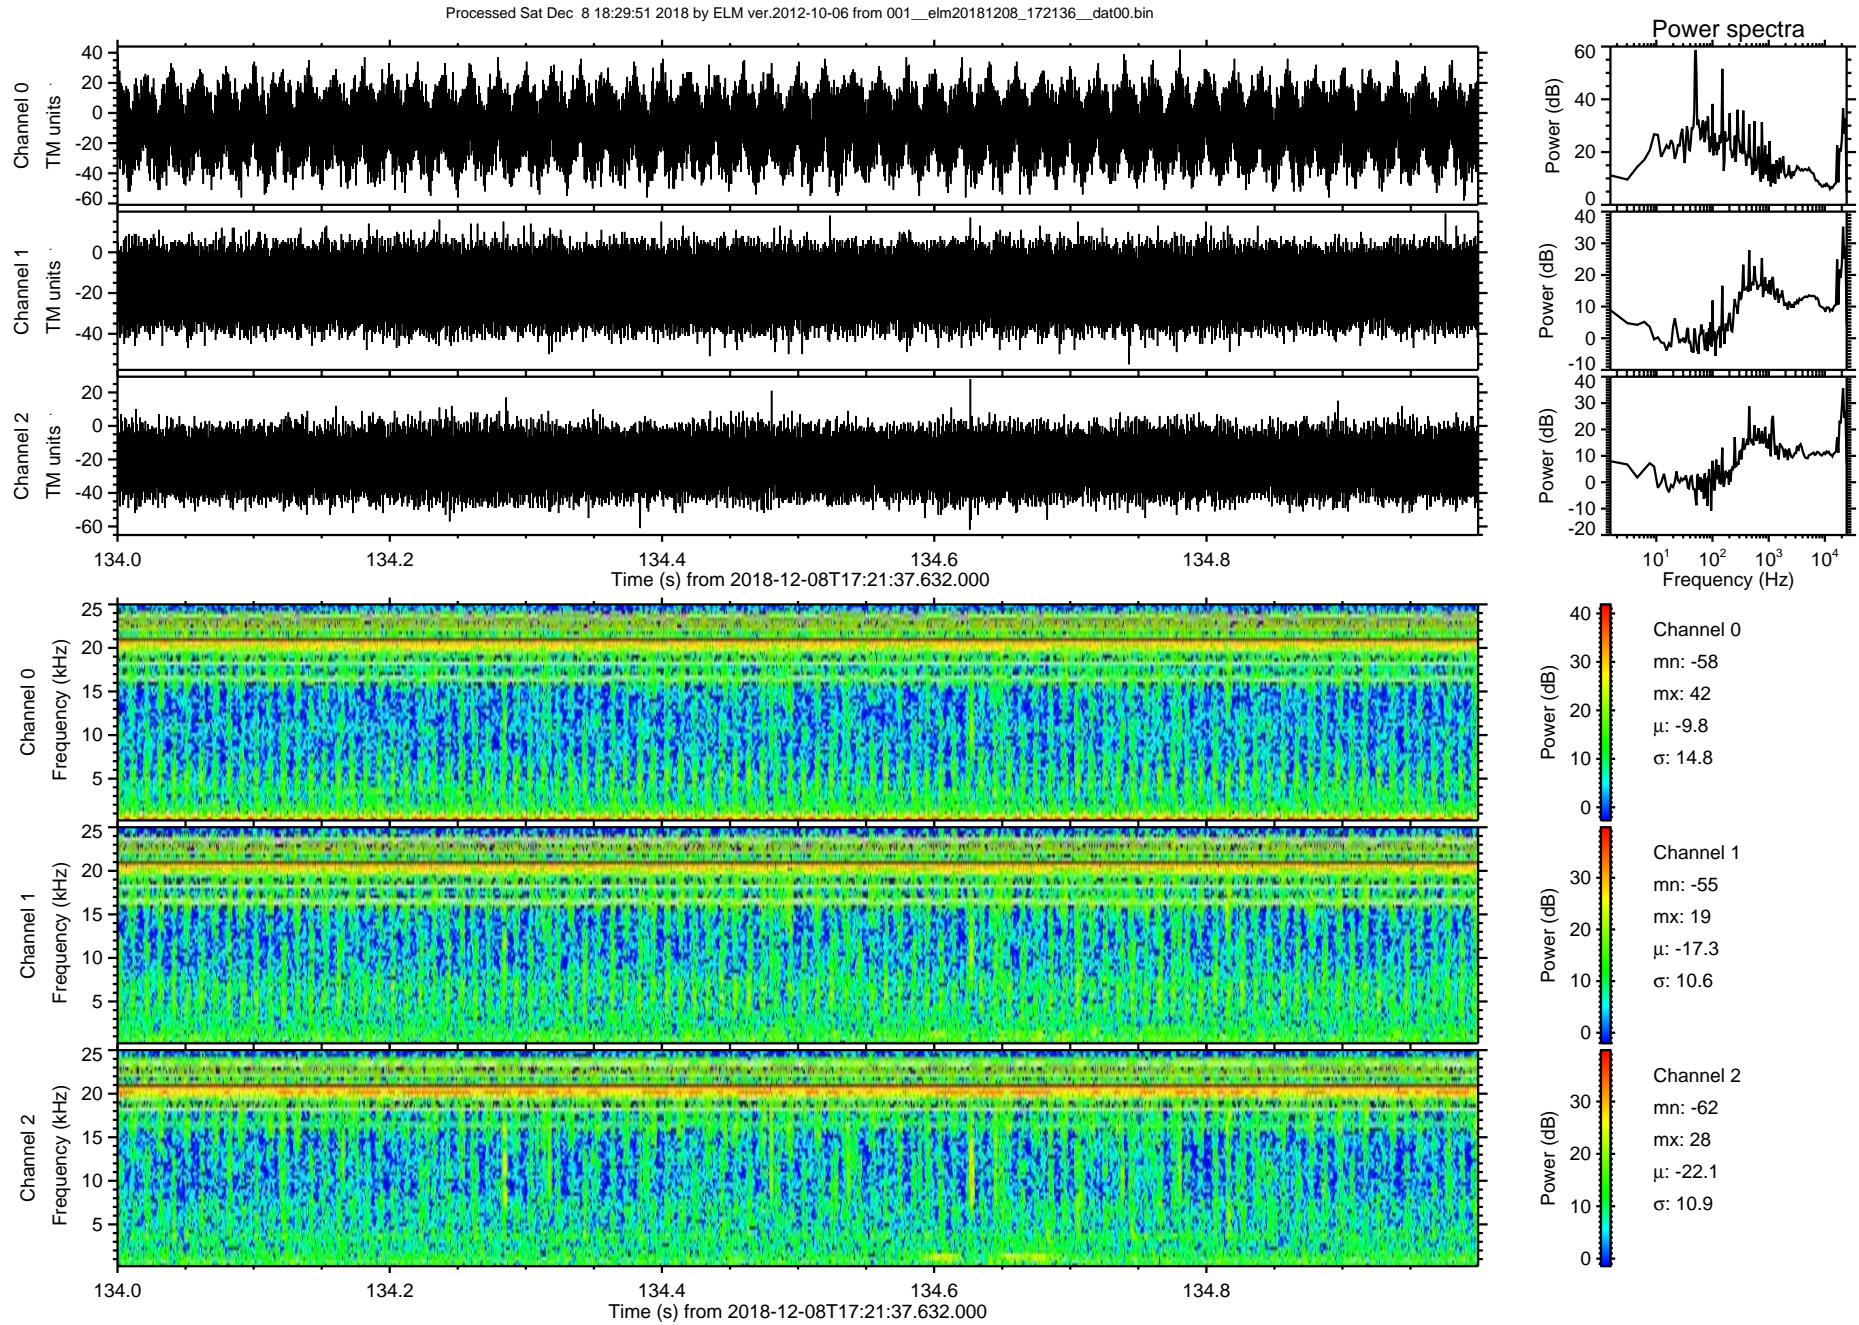 Processed Sat Dec 8 18:29:51 2018 by ELM ver.2012-10-06 from 001__elm20181208_172136__dat00.bin
Power spectra
Channel 0
TM units
40
20
0
-20
-40
-60
Power (dB)
60
40
20
0
Channel 1
TM units
0
-20
-40
Power (dB)
40
30
20
10
0
-10
Channel 2
TM units
20
0
-20
-40
-60
Power (dB)
40
30
20
10
0
-10
-20
134.0 134.2 134.4 134.6 134.8
Time (s) from 2018-12-08T17:21:37.632.000
10^1 10^2 10^3 10^4
Frequency (Hz)
Channel 0
Frequency (kHz)
25
20
15
10
5
Power (dB)
40
30
20
10
0
Channel 0
mn: -58
mx: 42
μ: -9.8
σ: 14.8
Channel 1
Frequency (kHz)
25
20
15
10
5
Power (dB)
30
20
10
0
Channel 1
mn: -55
mx: 19
μ: -17.3
σ: 10.6
Channel 2
Frequency (kHz)
25
20
15
10
5
Power (dB)
30
20
10
0
Channel 2
mn: -62
mx: 28
μ: -22.1
σ: 10.9
134.0 134.2 134.4 134.6 134.8
Time (s) from 2018-12-08T17:21:37.632.000